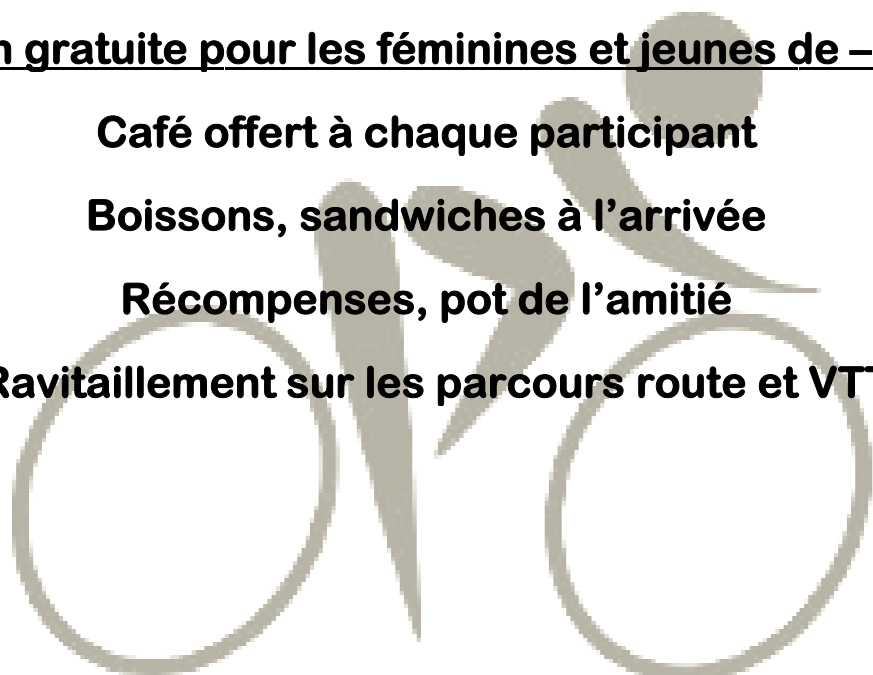 n gratuite pour les féminines et jeunes de –
Café offert à chaque participant
Boissons, sandwiches à l’arrivée
Récompenses, pot de l’amitié
Ravitaillement sur les parcours route et VTT